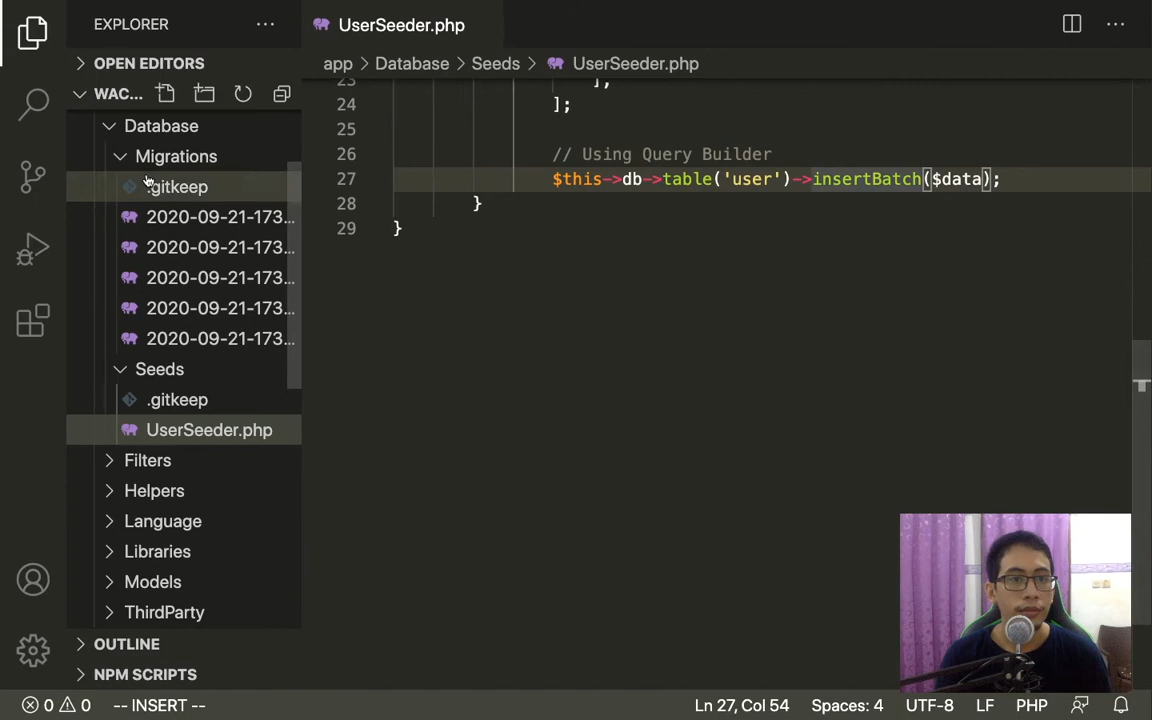 EXPLORER
OPEN EDITORS
WAC...
Database
Migrations
.gitkeep
2020-09-21-173...
2020-09-21-173...
2020-09-21-173...
2020-09-21-173...
2020-09-21-173...
Seeds
.gitkeep
UserSeeder.php
Filters
Helpers
Language
Libraries
Models
ThirdParty
OUTLINE
NPM SCRIPTS
UserSeeder.php
app > Database > Seeds > UserSeeder.php
23 ],
24 ];
25
26 // Using Query Builder
27 $this->db->table('user')->insertBatch($data);
28 }
29 }
0 0 -- INSERT -- Ln 27, Col 54 Spaces: 4 UTF-8 LF PHP